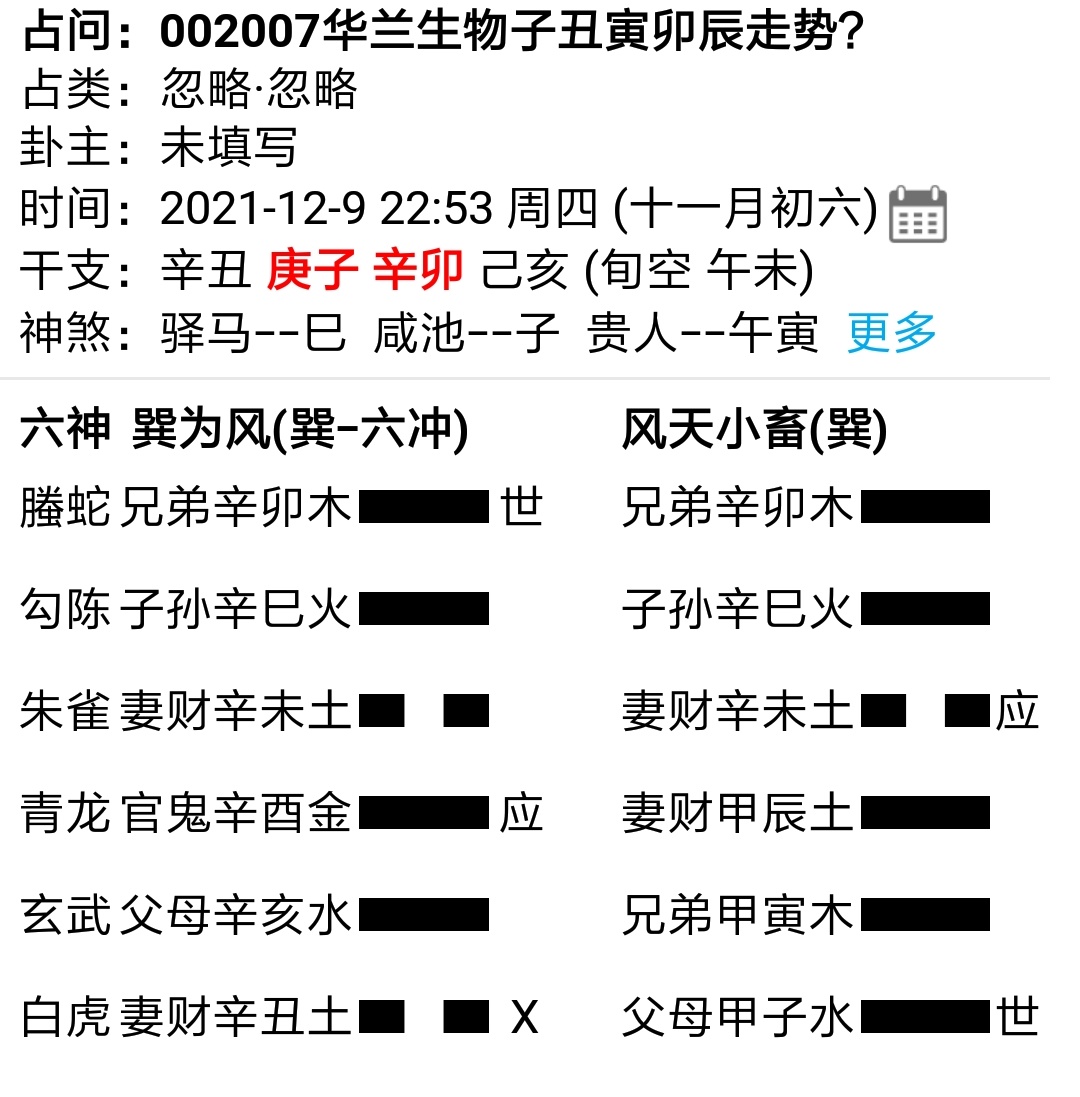 占问：002007华兰生物子丑寅卯辰走势？
占类：忽略·忽略
卦主：未填写
时间：2021-12-9 22:53 周四 (十一月初六)
干支：辛丑 庚子 辛卯 己亥 (旬空 午未)
神煞：驿马--巳 咸池--子 贵人--午寅 更多
六神 巽为风(巽-六冲) 风天小畜(巽)
螣蛇 兄弟辛卯木 世 兄弟辛卯木
勾陈 子孙辛巳火 子孙辛巳火
朱雀 妻财辛未土 妻财辛未土 应
青龙 官鬼辛酉金 应 妻财甲辰土
玄武 父母辛亥水 兄弟甲寅木
白虎 妻财辛丑土 X 父母甲子水 世